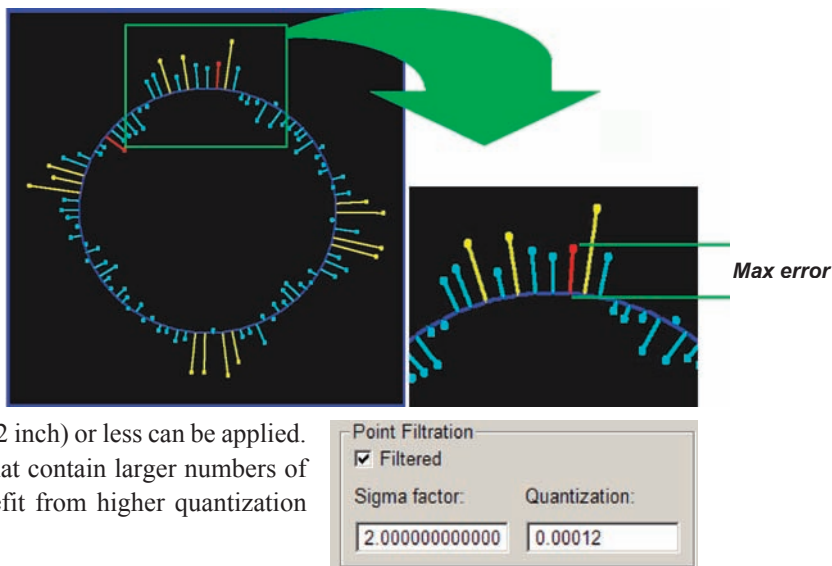 Max error
2 inch) or less can be applied.
at contain larger numbers of
efit from higher quantization
Point Filtration
Filtered
Sigma factor:
Quantization:
2.000000000000
0.00012